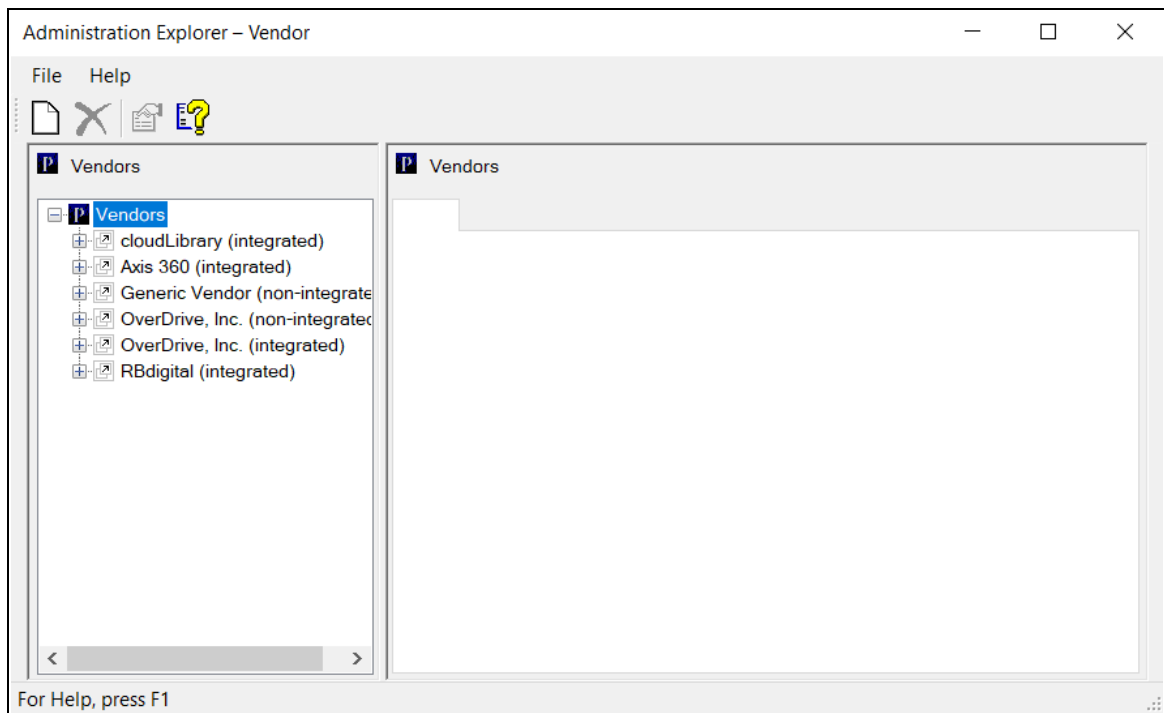 Administration Explorer – Vendor
File Help
P Vendors
P Vendors
P Vendors
cloudLibrary (integrated)
Axis 360 (integrated)
Generic Vendor (non-integrate
OverDrive, Inc. (non-integrated
OverDrive, Inc. (integrated)
RBdigital (integrated)
For Help, press F1